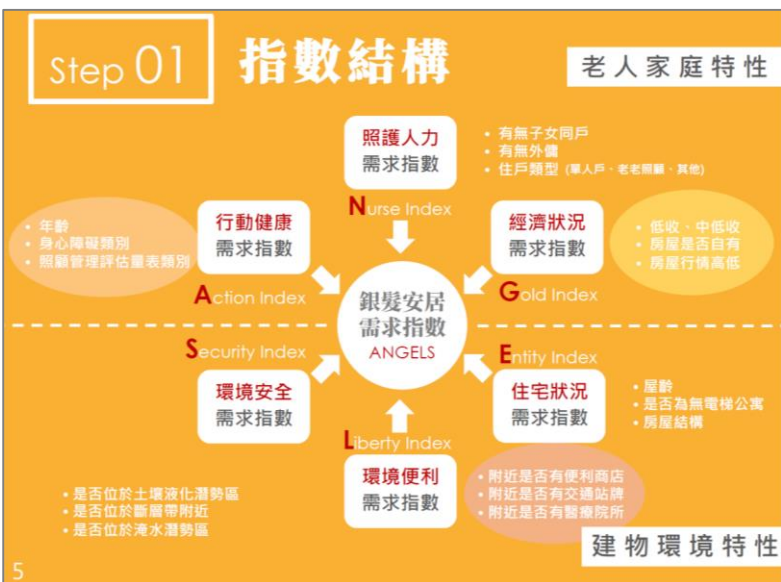 Step 01
指數結構
老人家庭特性
照護人力
需求指數
Nurse Index
• 有無子女同戶
• 有無外傭
• 住戶類型 (單人戶、老老照顧、其他)
• 年齡
• 身心障礙類別
• 照顧管理評估量表類別
行動健康
需求指數
Action Index
經濟狀況
需求指數
Gold Index
• 低收、中低收
• 房屋是否自有
• 房屋行情高低
銀髮安居
需求指數
ANGELS
Security Index
環境安全
需求指數
Entity Index
住宅狀況
需求指數
• 屋齡
• 是否為無電梯公寓
• 房屋結構
Liberty Index
環境便利
需求指數
• 附近是否有便利商店
• 附近是否有交通站牌
• 附近是否有醫療院所
• 是否位於土壤液化潛勢區
• 是否位於斷層帶附近
• 是否位於淹水潛勢區
建物環境特性
5